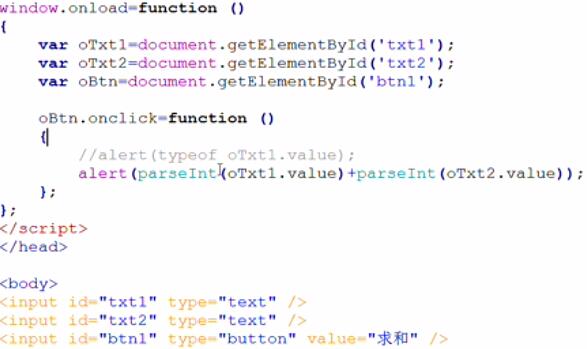 window.onload=function ()
{
    var oTxt1=document.getElementById('txt1');
    var oTxt2=document.getElementById('txt2');
    var oBtn=document.getElementById('btn1');

    oBtn.onclick=function ()
    {
        //alert(typeof oTxt1.value);
        alert(parseInt(oTxt1.value)+parseInt(oTxt2.value));
    };
};
</script>
</head>

<body>
<input id="txt1" type="text" />
<input id="txt2" type="text" />
<input id="btn1" type="button" value="求和" />